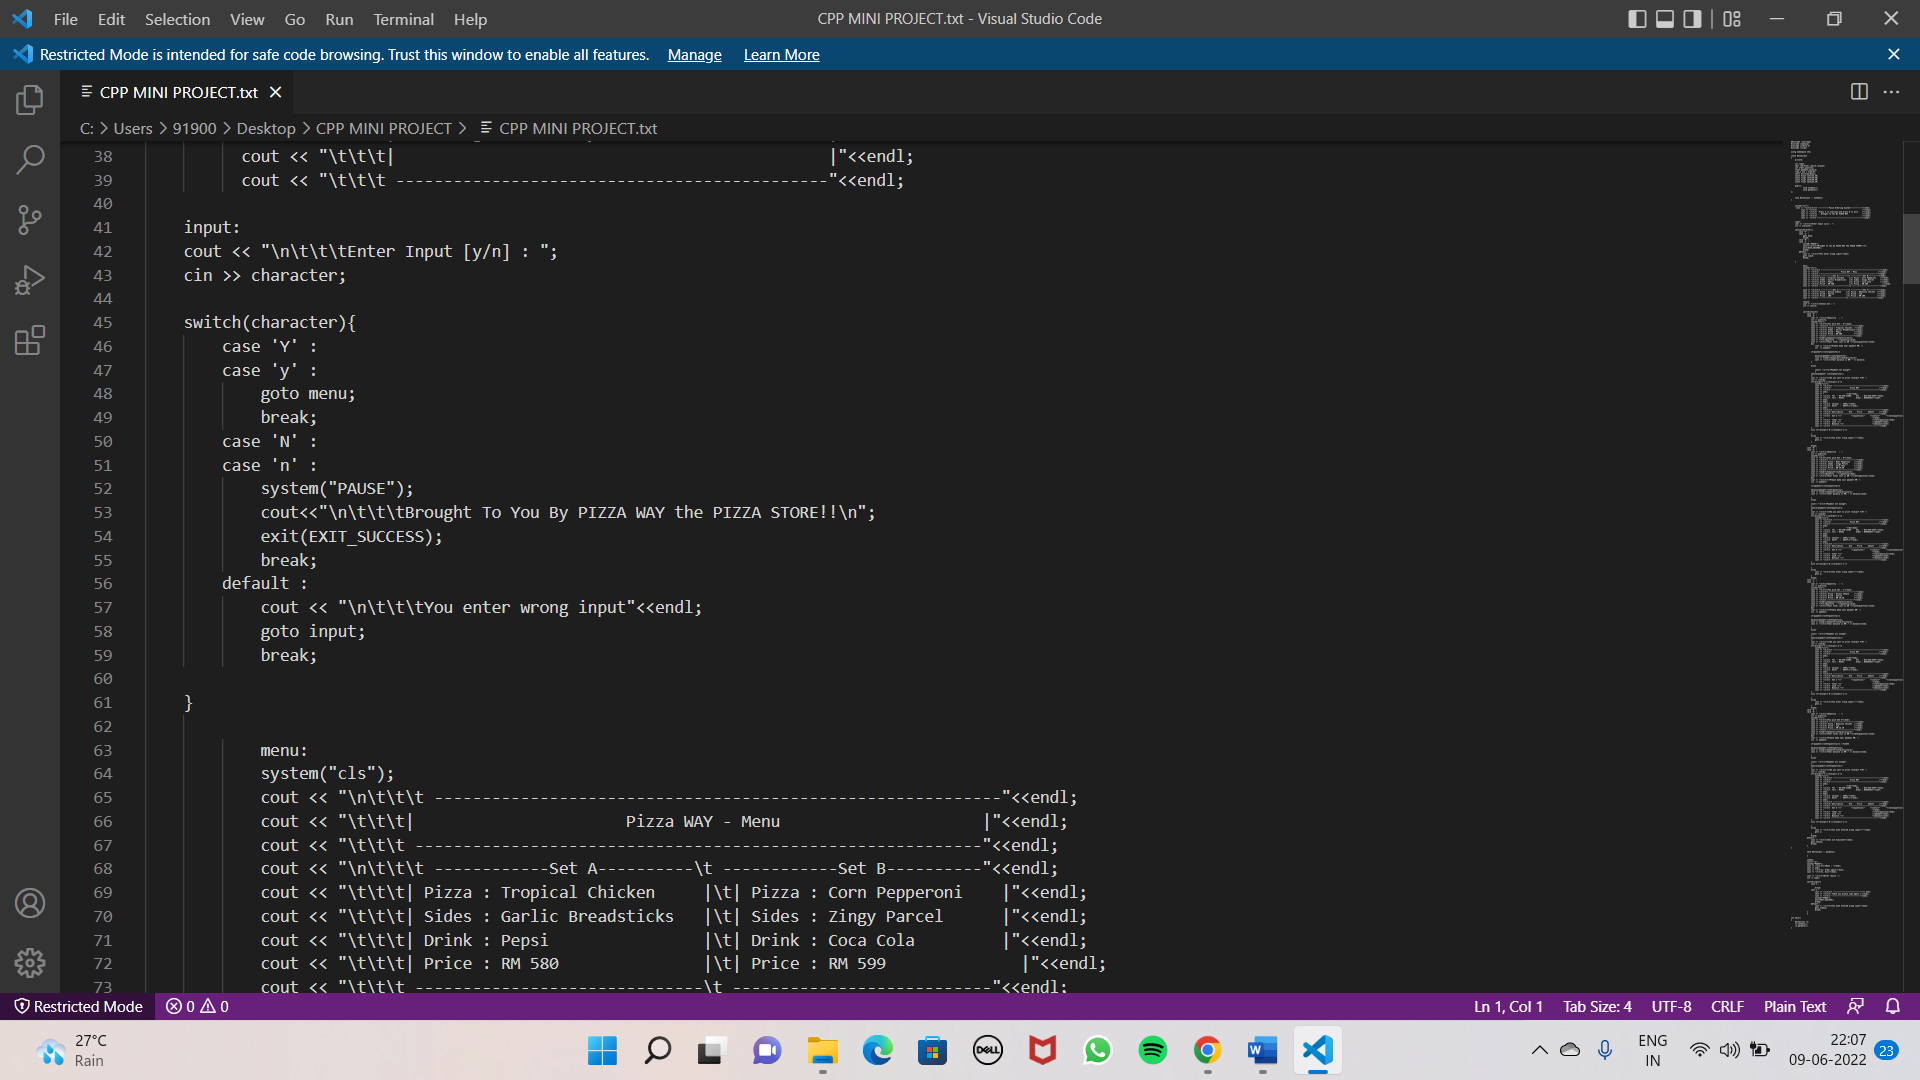 File Edit Selection View Go Run Terminal Help CPP MINI PROJECT.txt - Visual Studio Code
Restricted Mode is intended for safe code browsing. Trust this window to enable all features. Manage Learn More
CPP MINI PROJECT.txt
C: > Users > 91900 > Desktop > CPP MINI PROJECT > CPP MINI PROJECT.txt
38 cout << "\t\t\t|                                             |"<<endl;
39 cout << "\t\t\t ---------------------------------------------"<<endl;
40
41 input:
42 cout << "\n\t\t\tEnter Input [y/n] : ";
43 cin >> character;
44
45 switch(character){
46 case 'Y' :
47 case 'y' :
48 goto menu;
49 break;
50 case 'N' :
51 case 'n' :
52 system("PAUSE");
53 cout<<"\n\t\t\tBrought To You By PIZZA WAY the PIZZA STORE!!\n";
54 exit(EXIT_SUCCESS);
55 break;
56 default :
57 cout << "\n\t\t\tYou enter wrong input"<<endl;
58 goto input;
59 break;
60
61 }
62
63 menu:
64 system("cls");
65 cout << "\n\t\t\t -----------------------------------------------------------"<<endl;
66 cout << "\t\t\t|                      Pizza WAY - Menu                     |"<<endl;
67 cout << "\t\t\t -----------------------------------------------------------"<<endl;
68 cout << "\n\t\t\t ------------Set A----------\t ------------Set B----------"<<endl;
69 cout << "\t\t\t| Pizza : Tropical Chicken     |\t| Pizza : Corn Pepperoni    |"<<endl;
70 cout << "\t\t\t| Sides : Garlic Breadsticks   |\t| Sides : Zingy Parcel      |"<<endl;
71 cout << "\t\t\t| Drink : Pepsi                |\t| Drink : Coca Cola         |"<<endl;
72 cout << "\t\t\t| Price : RM 580               |\t| Price : RM 599              |"<<endl;
73 cout << "\t\t\t ------------------------------\t ---------------------------"<<endl;
Restricted Mode 0 0 Ln 1, Col 1 Tab Size: 4 UTF-8 CRLF Plain Text
27°C
Rain
DELL
W
ENG
IN
22:07
09-06-2022
23